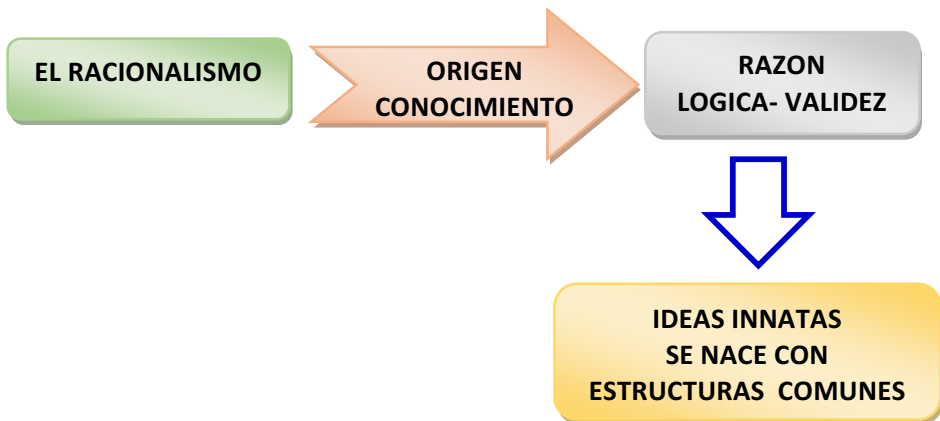 EL RACIONALISMO
ORIGEN
CONOCIMIENTO
RAZON
LOGICA- VALIDEZ
IDEAS INNATAS
SE NACE CON
ESTRUCTURAS COMUNES